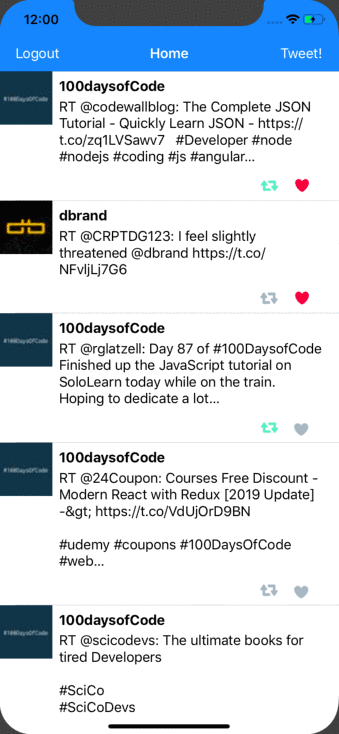 12:00
Logout Home Tweet!
100daysofCode
RT @codewallblog: The Complete JSON
Tutorial - Quickly Learn JSON - https://
t.co/zq1LVSawv7 #Developer #node
#nodejs #coding #js #angular...
#100DaysOfCode
dbrand
RT @CRPTDG123: I feel slightly
threatened @dbrand https://t.co/
NFvljLj7G6
100daysofCode
RT @rglatzell: Day 87 of #100DaysofCode
Finished up the JavaScript tutorial on
SoloLearn today while on the train.
Hoping to dedicate a lot...
#100DaysOfCode
100daysofCode
RT @24Coupon: Courses Free Discount -
Modern React with Redux [2019 Update]
-&gt; https://t.co/VdUjOrD9BN
#udemy #coupons #100DaysOfCode
#web...
#100DaysOfCode
100daysofCode
RT @scicodevs: The ultimate books for
tired Developers
#SciCo
#SciCoDevs
#100DaysOfCode